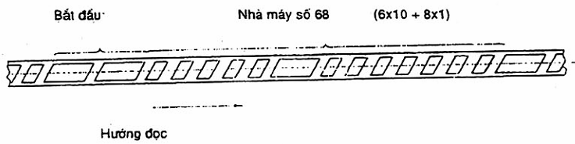 Bắt đầu Nhà máy số 68 (6x10 + 8x1)
Hướng đọc